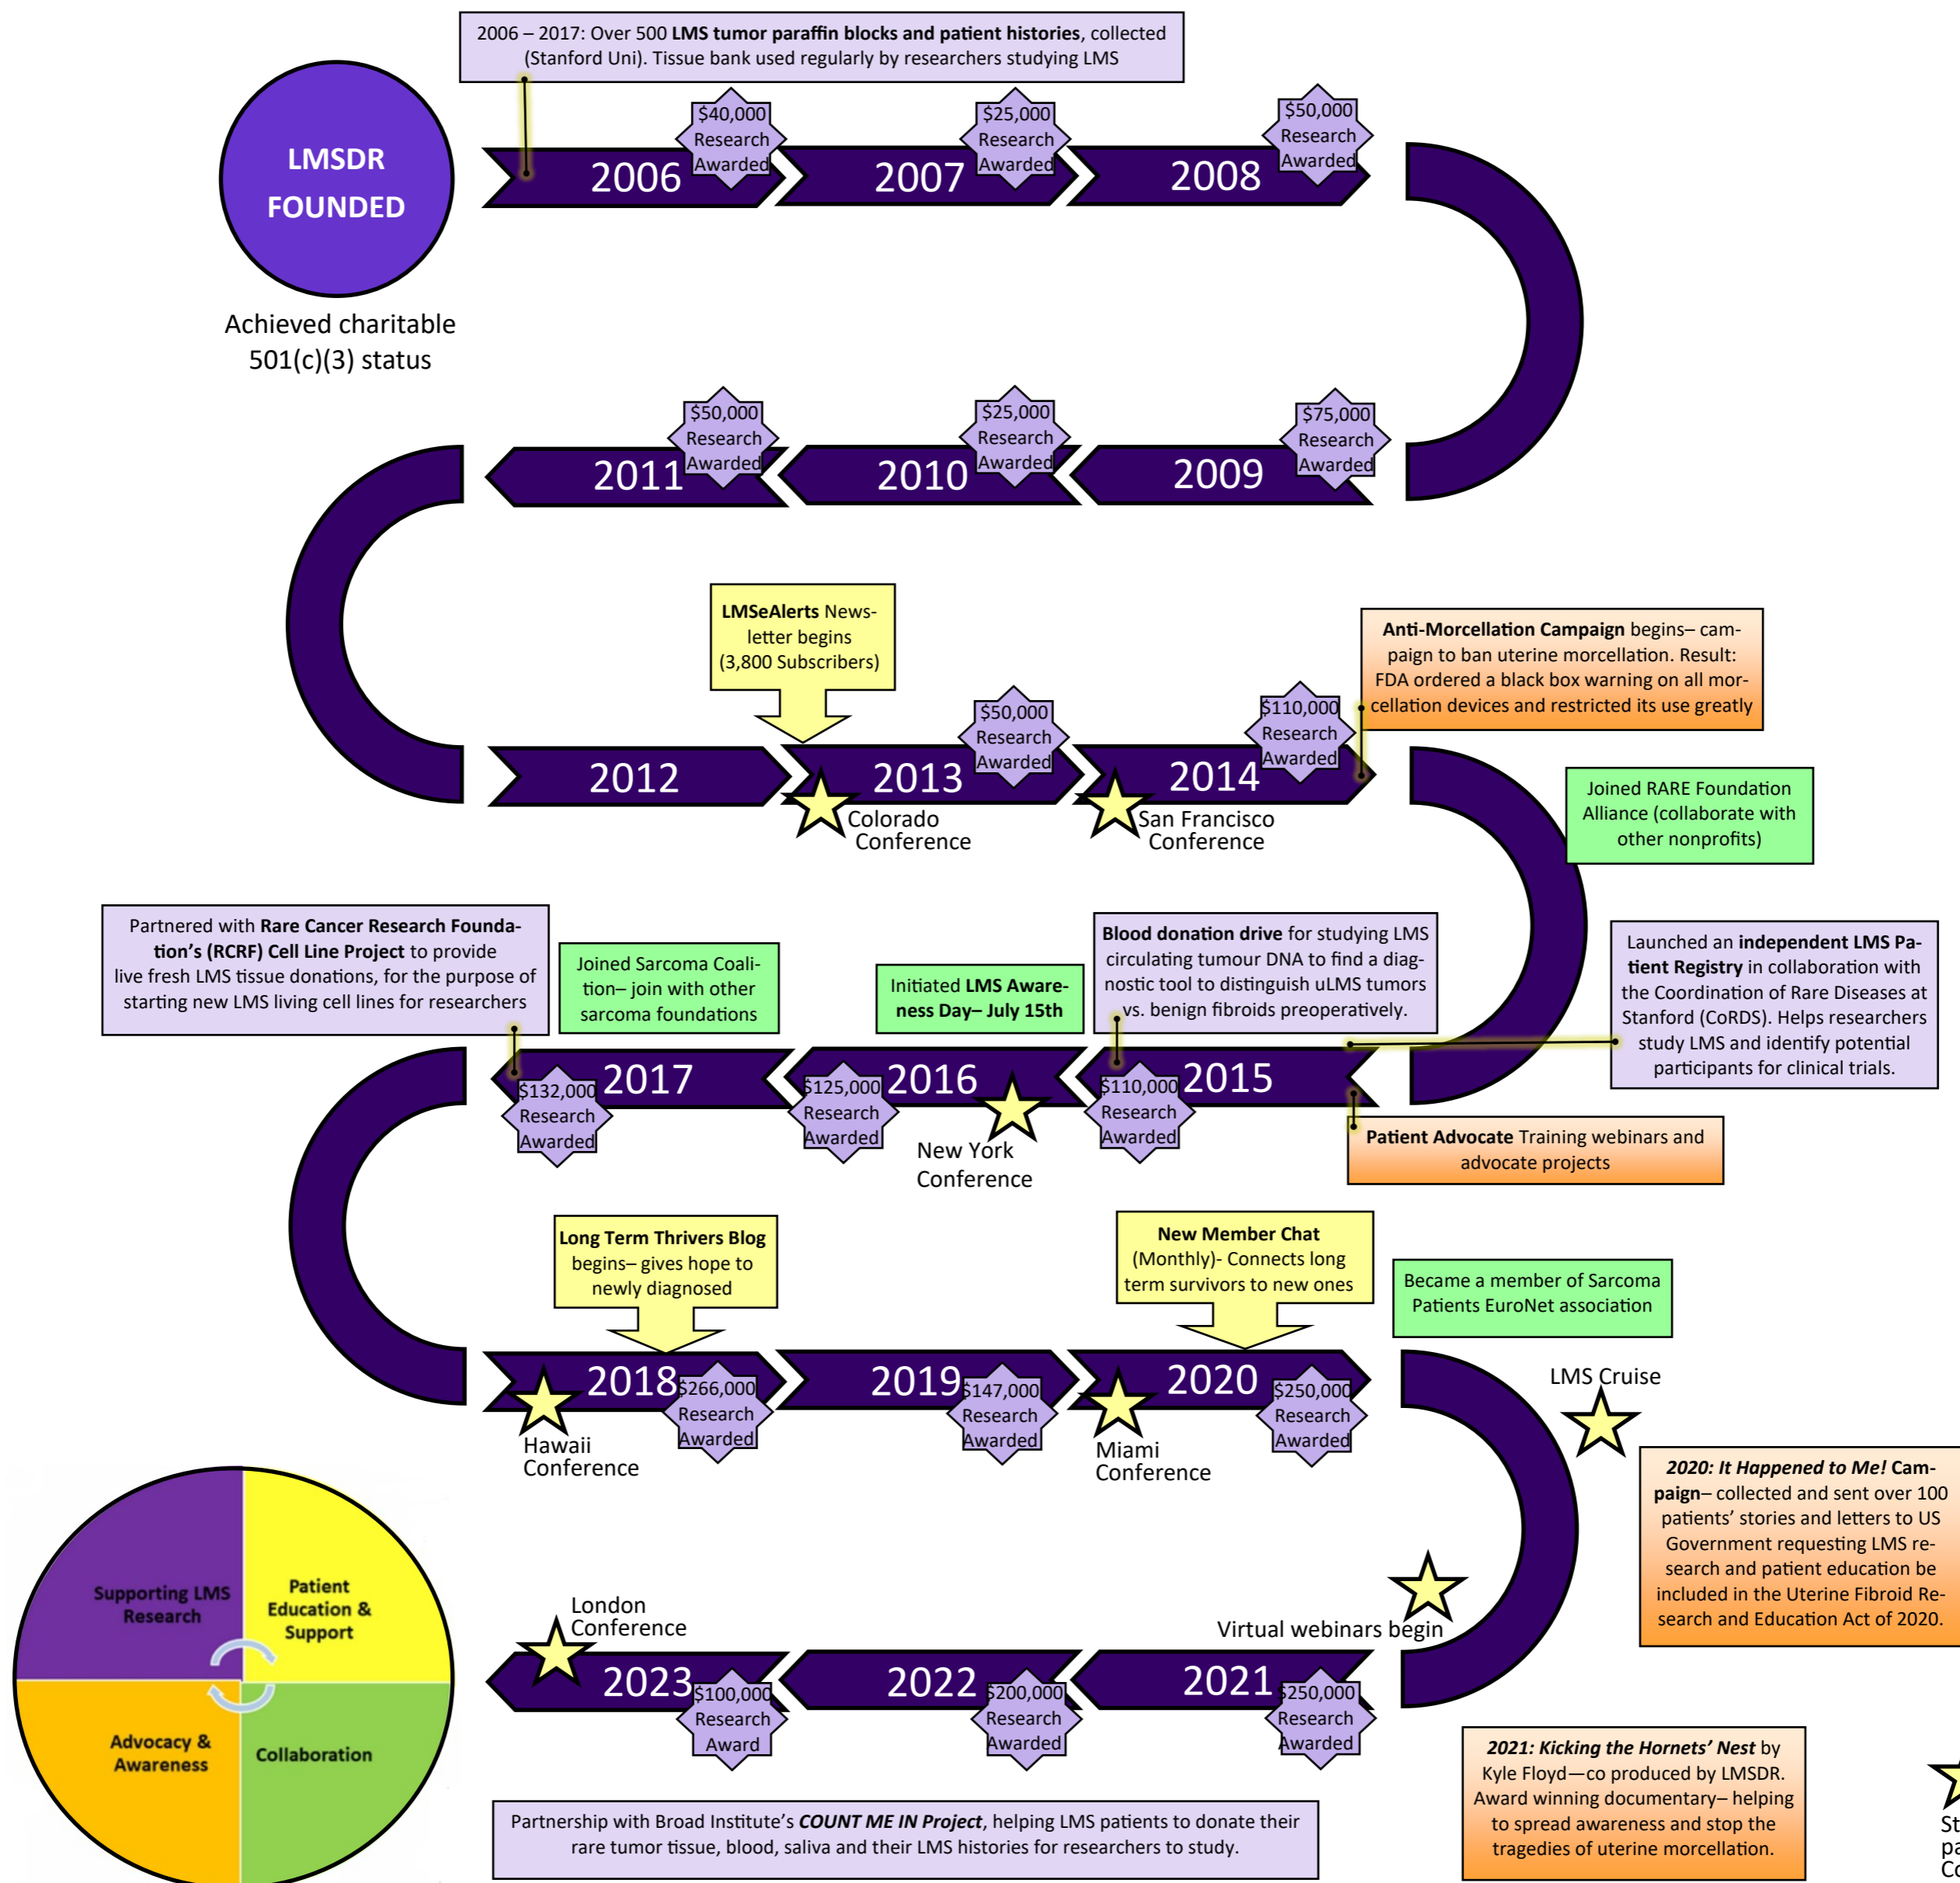 2006 – 2017: Over 500 LMS tumor paraffin blocks and patient histories, collected
(Stanford Uni). Tissue bank used regularly by researchers studying LMS
LMSDR
FOUNDED
Achieved charitable
501(c)(3) status
2006
$40,000
Research
Awarded
2007
$25,000
Research
Awarded
2008
$50,000
Research
Awarded
2011
$50,000
Research
Awarded
2010
$25,000
Research
Awarded
2009
$75,000
Research
Awarded
LMSeAlerts News-
letter begins
(3,800 Subscribers)
Anti-Morcellation Campaign begins– cam-
paign to ban uterine morcellation. Result:
FDA ordered a black box warning on all mor-
cellation devices and restricted its use greatly
2012
2013
$50,000
Research
Awarded
Colorado
Conference
2014
$110,000
Research
Awarded
San Francisco
Conference
Joined RARE Foundation
Alliance (collaborate with
other nonprofits)
Partnered with Rare Cancer Research Founda-
tion's (RCRF) Cell Line Project to provide
live fresh LMS tissue donations, for the purpose of
starting new LMS living cell lines for researchers
Joined Sarcoma Coali-
tion– join with other
sarcoma foundations
Initiated LMS Aware-
ness Day– July 15th
Blood donation drive for studying LMS
circulating tumour DNA to find a diag-
nostic tool to distinguish uLMS tumors
vs. benign fibroids preoperatively.
Launched an independent LMS Pa-
tient Registry in collaboration with
the Coordination of Rare Diseases at
Stanford (CoRDS). Helps researchers
study LMS and identify potential
participants for clinical trials.
2017
$132,000
Research
Awarded
2016
$125,000
Research
Awarded
New York
Conference
2015
$110,000
Research
Awarded
Patient Advocate Training webinars and
advocate projects
Long Term Thrivers Blog
begins– gives hope to
newly diagnosed
New Member Chat
(Monthly)- Connects long
term survivors to new ones
Became a member of Sarcoma
Patients EuroNet association
2018
$266,000
Research
Awarded
Hawaii
Conference
2019
$147,000
Research
Awarded
2020
$250,000
Research
Awarded
Miami
Conference
LMS Cruise
2020: It Happened to Me! Cam-
paign– collected and sent over 100
patients' stories and letters to US
Government requesting LMS re-
search and patient education be
included in the Uterine Fibroid Re-
search and Education Act of 2020.
Supporting LMS
Research
Patient
Education &
Support
Advocacy &
Awareness
Collaboration
London
Conference
Virtual webinars begin
2023
$100,000
Research
Award
2022
$200,000
Research
Awarded
2021
$250,000
Research
Awarded
2021: Kicking the Hornets' Nest by
Kyle Floyd—co produced by LMSDR.
Award winning documentary– helping
to spread awareness and stop the
tragedies of uterine morcellation.
Partnership with Broad Institute's COUNT ME IN Project, helping LMS patients to donate their
rare tumor tissue, blood, saliva and their LMS histories for researchers to study.